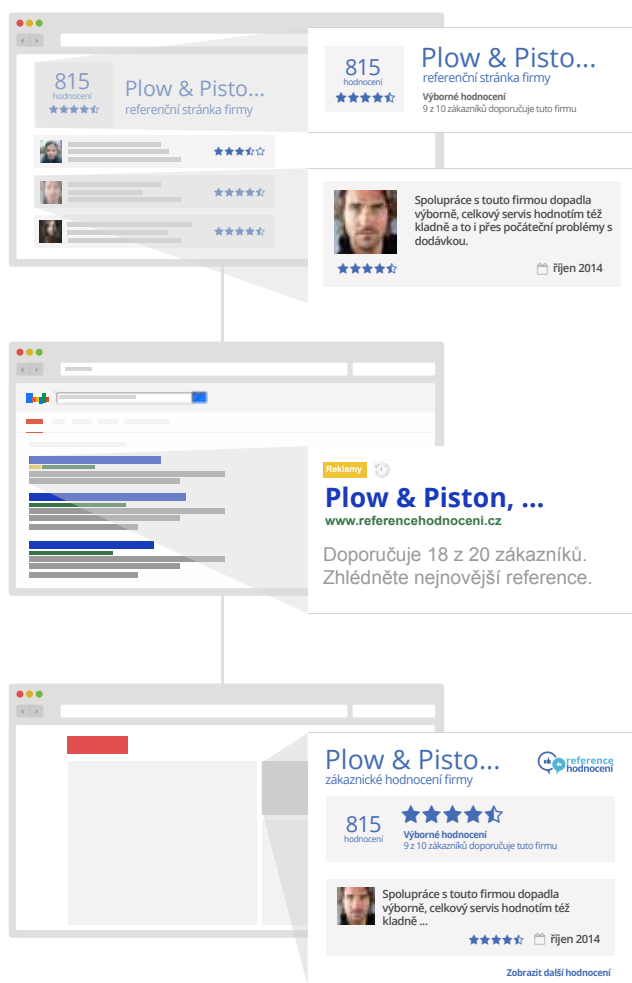 815
hodnocení
Plow & Pisto...
referenční stránka firmy
815
hodnocení
Plow & Pisto...
referenční stránka firmy
Výborné hodnocení
9 z 10 zákazníků doporučuje tuto firmu
Spolupráce s touto firmou dopadla
výborně, celkový servis hodnotím též
kladně a to i přes počáteční problémy s
dodávkou.
říjen 2014
Reklamy
Plow & Piston, ...
www.referencehodnoceni.cz
Doporučuje 18 z 20 zákazníků.
Zhlédněte nejnovější reference.
Plow & Pisto...
zákaznické hodnocení firmy
reference
hodnocení
815
hodnocení
Výborné hodnocení
9 z 10 zákazníků doporučuje tuto firmu
Spolupráce s touto firmou dopadla
výborně, celkový servis hodnotím též
kladně ...
říjen 2014
Zobrazit další hodnocení